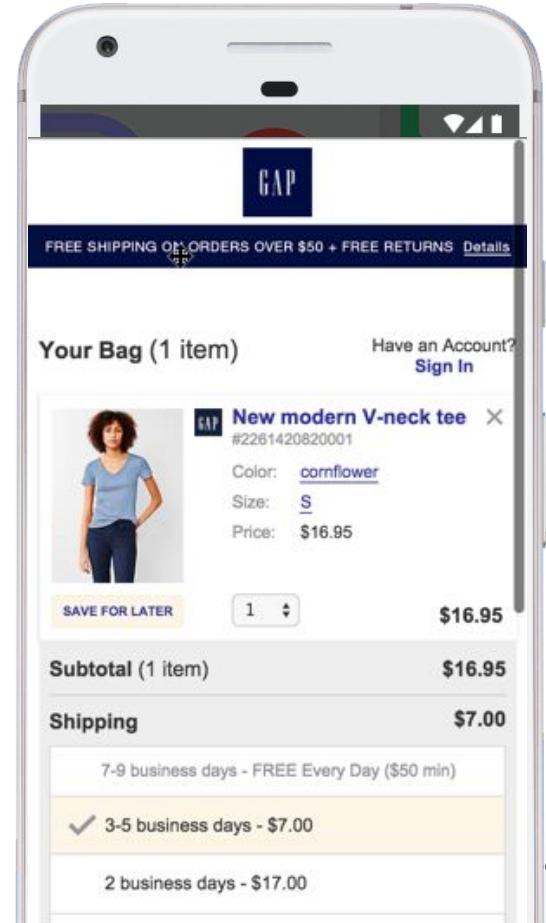 GAP
FREE SHIPPING ON ORDERS OVER $50 + FREE RETURNS Details
Your Bag (1 item)
Have an Account?
Sign In
GAP New modern V-neck tee
#2261420820001
Color: cornflower
Size: S
Price: $16.95
SAVE FOR LATER 1 $16.95
Subtotal (1 item) $16.95
Shipping $7.00
7-9 business days - FREE Every Day ($50 min)
3-5 business days - $7.00
2 business days - $17.00